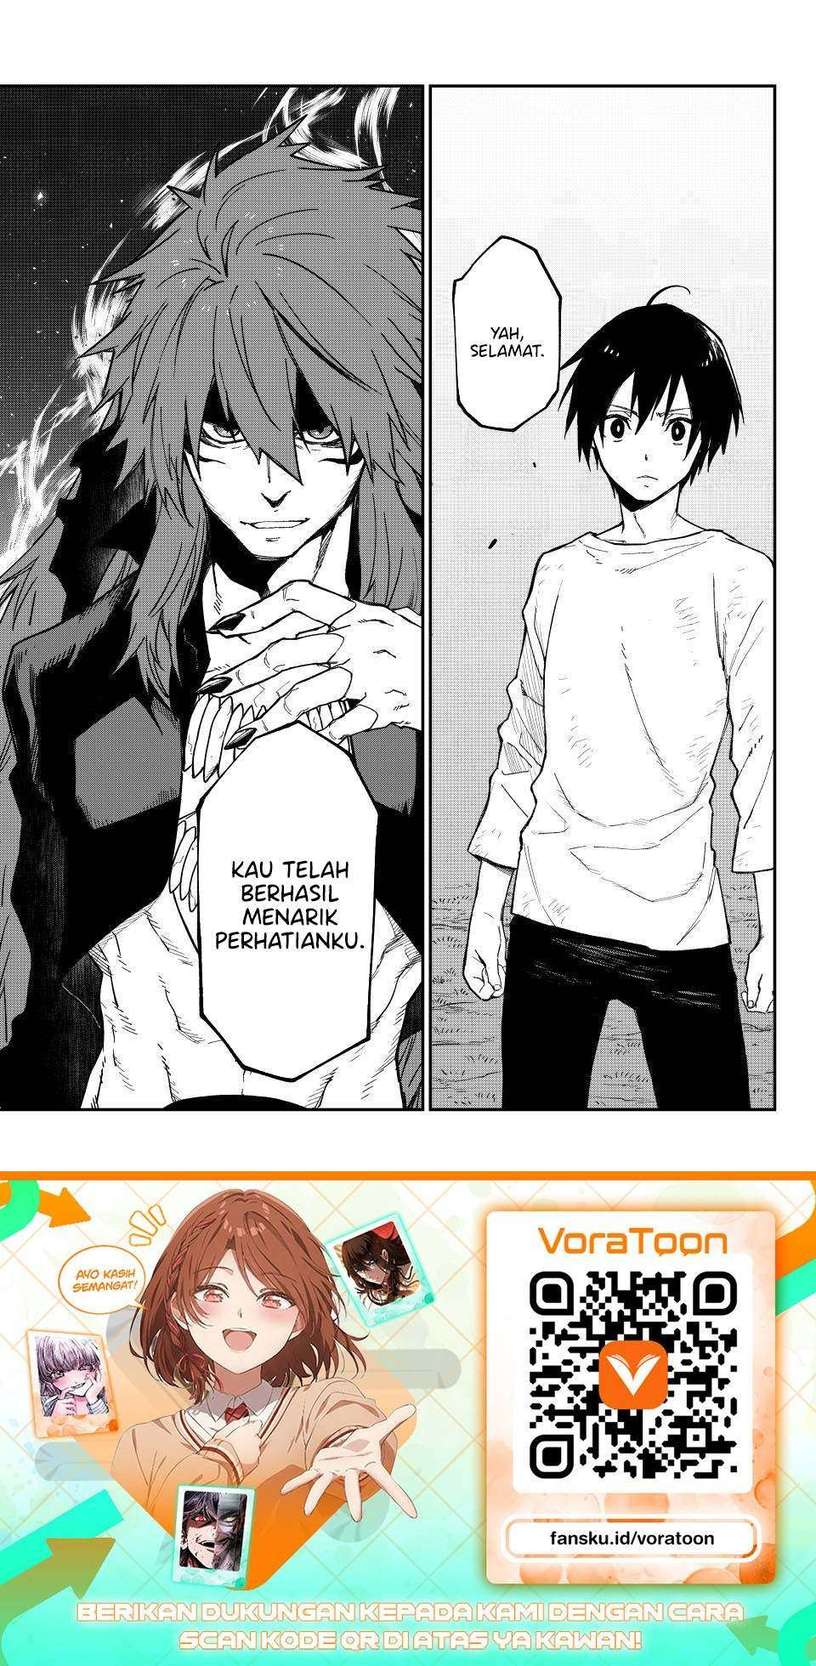 YAH,
SELAMAT.
KAU TELAH
BERHASIL
MENARIK
PERHATIANKU.
AYO KASIH
SEMANGAT!
VoraToon
fansku.id/voratoon
BERIKAN DUKUNGAN KEPADA KAMI DENGAN CARA
SCAN KODE QR DI ATAS YA KAWAN!